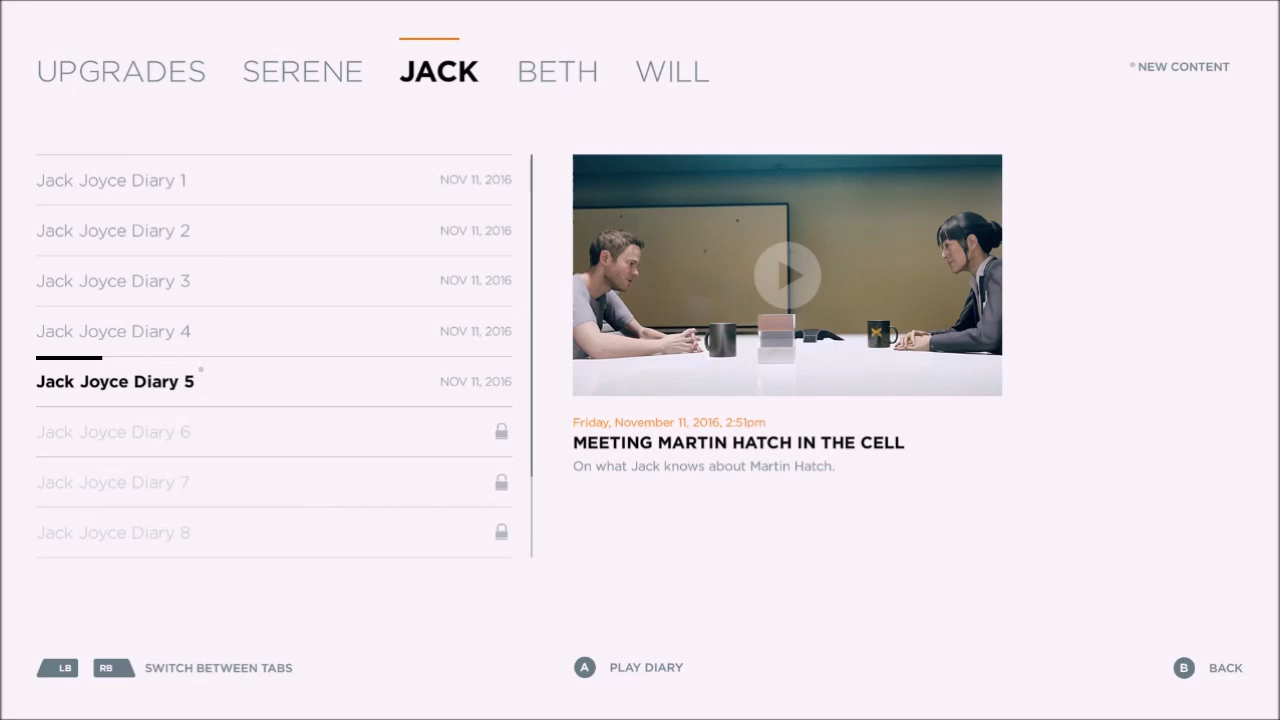 UPGRADES SERENE JACK BETH WILL
NEW CONTENT
Jack Joyce Diary 1 NOV 11, 2016
Jack Joyce Diary 2 NOV 11, 2016
Jack Joyce Diary 3 NOV 11, 2016
Jack Joyce Diary 4 NOV 11, 2016
Jack Joyce Diary 5 NOV 11, 2016
Jack Joyce Diary 6
Jack Joyce Diary 7
Jack Joyce Diary 8
Friday, November 11, 2016, 2:51pm
MEETING MARTIN HATCH IN THE CELL
On what Jack knows about Martin Hatch.
LB RB SWITCH BETWEEN TABS
A PLAY DIARY
B BACK